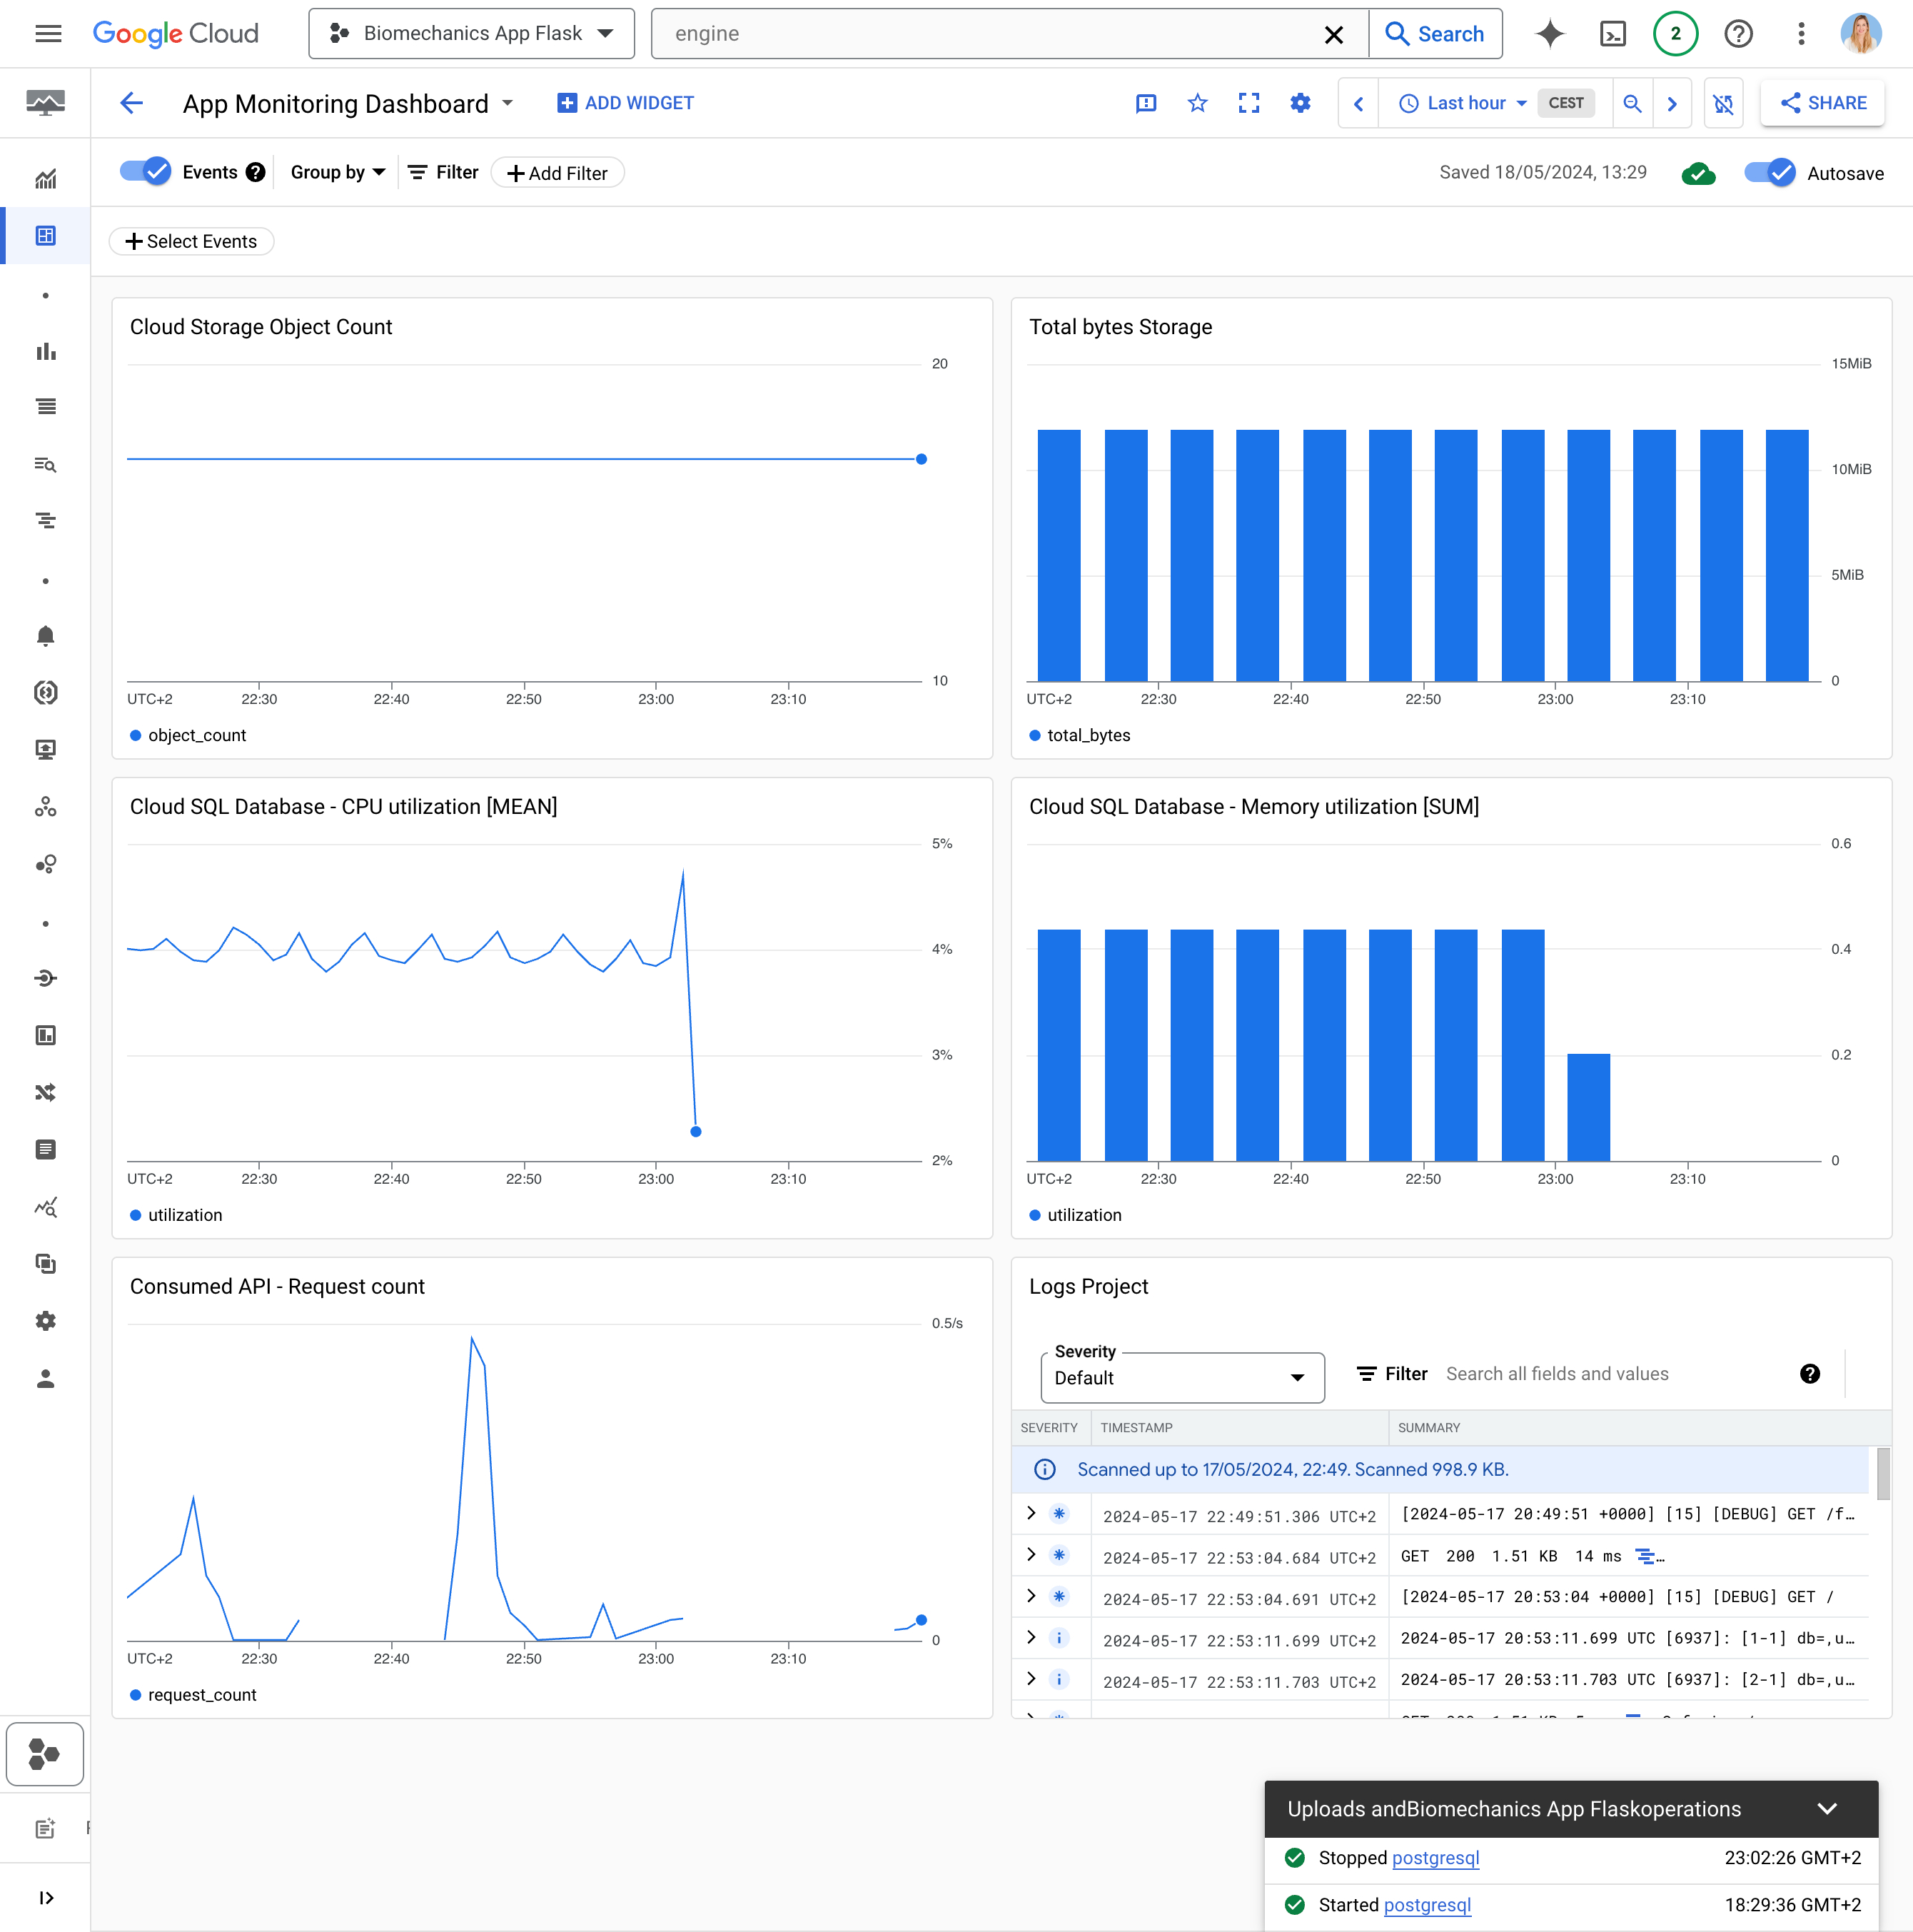 Google Cloud
Biomechanics App Flask
engine
Search
2
App Monitoring Dashboard
ADD WIDGET
Last hour
CEST
SHARE
Events
Group by
Filter
Add Filter
Saved 18/05/2024, 13:29
Autosave
Select Events
Cloud Storage Object Count
20
10
UTC+2 22:30 22:40 22:50 23:00 23:10
object_count
Total bytes Storage
15MiB
10MiB
5MiB
0
UTC+2 22:30 22:40 22:50 23:00 23:10
total_bytes
Cloud SQL Database - CPU utilization [MEAN]
5%
4%
3%
2%
UTC+2 22:30 22:40 22:50 23:00 23:10
utilization
Cloud SQL Database - Memory utilization [SUM]
0.6
0.4
0.2
0
UTC+2 22:30 22:40 22:50 23:00 23:10
utilization
Consumed API - Request count
0.5/s
0
UTC+2 22:30 22:40 22:50 23:00 23:10
request_count
Logs Project
Severity
Default
Filter
Search all fields and values
SEVERITY TIMESTAMP SUMMARY
Scanned up to 17/05/2024, 22:49. Scanned 998.9 KB.
2024-05-17 22:49:51.306 UTC+2 [2024-05-17 20:49:51 +0000] [15] [DEBUG] GET /f…
2024-05-17 22:53:04.684 UTC+2 GET 200 1.51 KB 14 ms …
2024-05-17 22:53:04.691 UTC+2 [2024-05-17 20:53:04 +0000] [15] [DEBUG] GET /
2024-05-17 22:53:11.699 UTC+2 2024-05-17 20:53:11.699 UTC [6937]: [1-1] db=,u…
2024-05-17 22:53:11.703 UTC+2 2024-05-17 20:53:11.703 UTC [6937]: [2-1] db=,u…
Uploads andBiomechanics App Flaskoperations
Stopped postgresql 23:02:26 GMT+2
Started postgresql 18:29:36 GMT+2